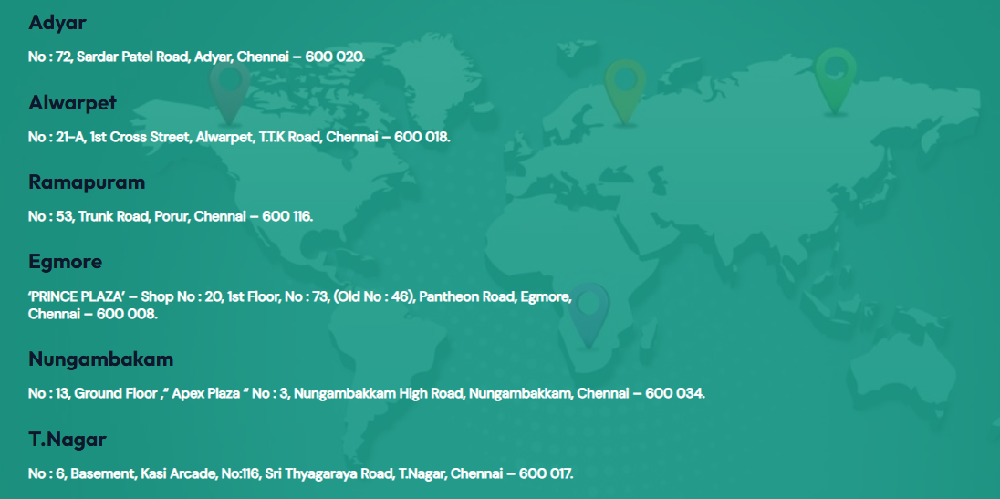 Adyar
No : 72, Sardar Patel Road, Adyar, Chennai – 600 020.
Alwarpet
No : 21-A, 1st Cross Street, Alwarpet, T.T.K Road, Chennai – 600 018.
Ramapuram
No : 53, Trunk Road, Porur, Chennai – 600 116.
Egmore
‘PRINCE PLAZA’ – Shop No : 20, 1st Floor, No : 73, (Old No : 46), Pantheon Road, Egmore,
Chennai – 600 008.
Nungambakam
No : 13, Ground Floor ,” Apex Plaza ” No : 3, Nungambakkam High Road, Nungambakkam, Chennai – 600 034.
T.Nagar
No : 6, Basement, Kasi Arcade, No:116, Sri Thyagaraya Road, T.Nagar, Chennai – 600 017.